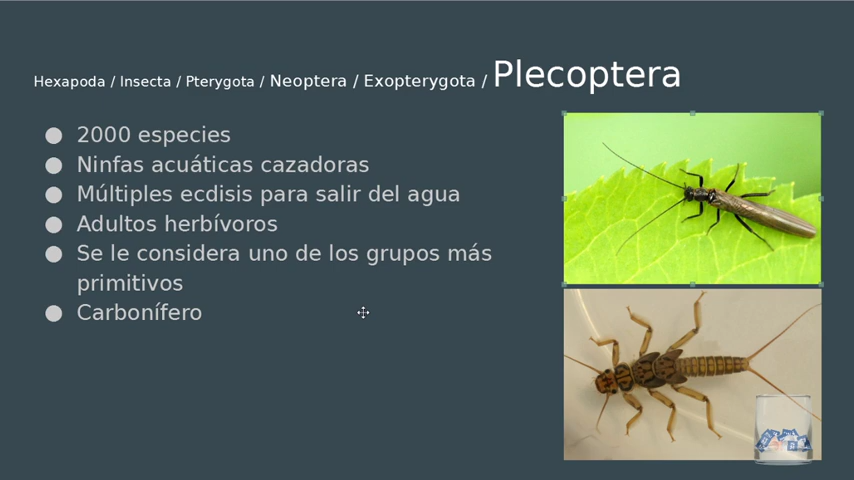 Hexapoda / Insecta / Pterygota / Neoptera / Exopterygota / Plecoptera
● 2000 especies
● Ninfas acuáticas cazadoras
● Múltiples ecdisis para salir del agua
● Adultos herbívoros
● Se le considera uno de los grupos más
primitivos
● Carbonífero